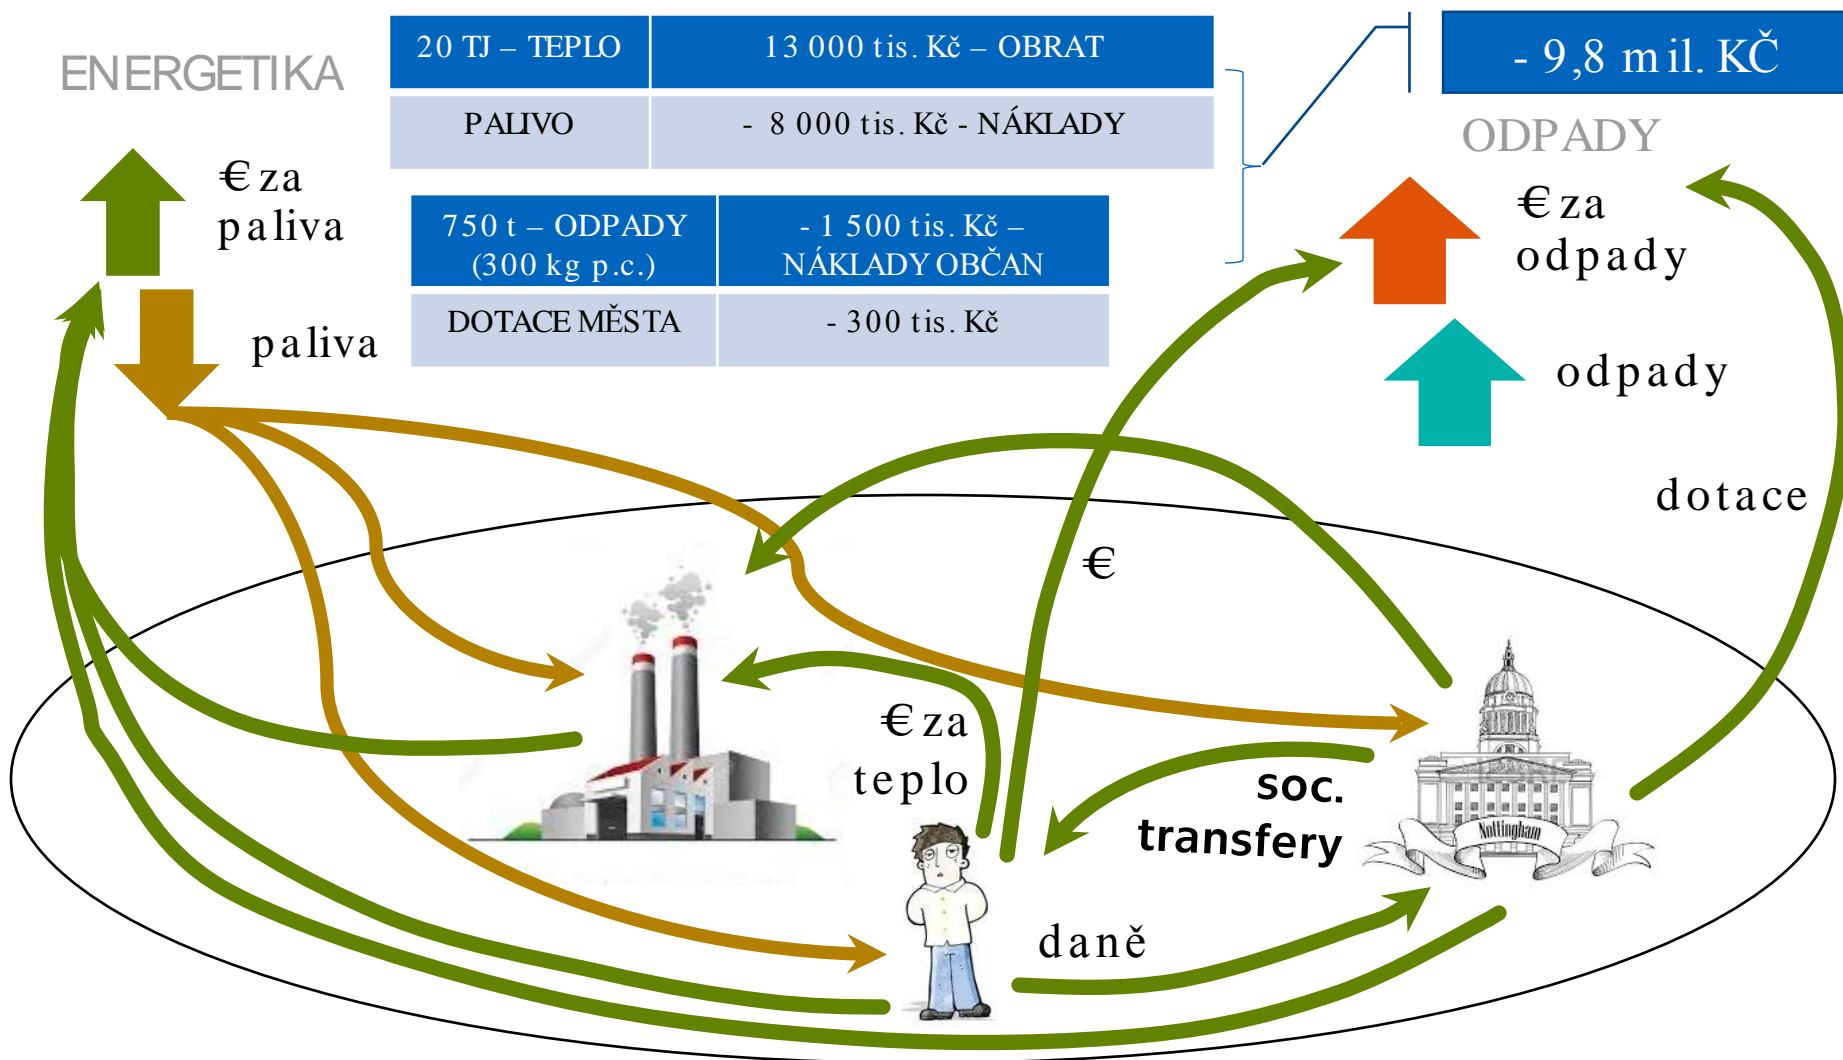 ENERGETIKA
20 TJ – TEPLO
13 000 tis. Kč – OBRAT
PALIVO
- 8 000 tis. Kč - NÁKLADY
- 9,8 mil. KČ
ODPADY
€ za
paliva
750 t – ODPADY
(300 kg p.c.)
- 1 500 tis. Kč –
NÁKLADY OBČAN
DOTACE MĚSTA
- 300 tis. Kč
€ za
odpady
paliva
odpady
dotace
€
€ za
teplo
soc.
transfery
Nottingham
daně